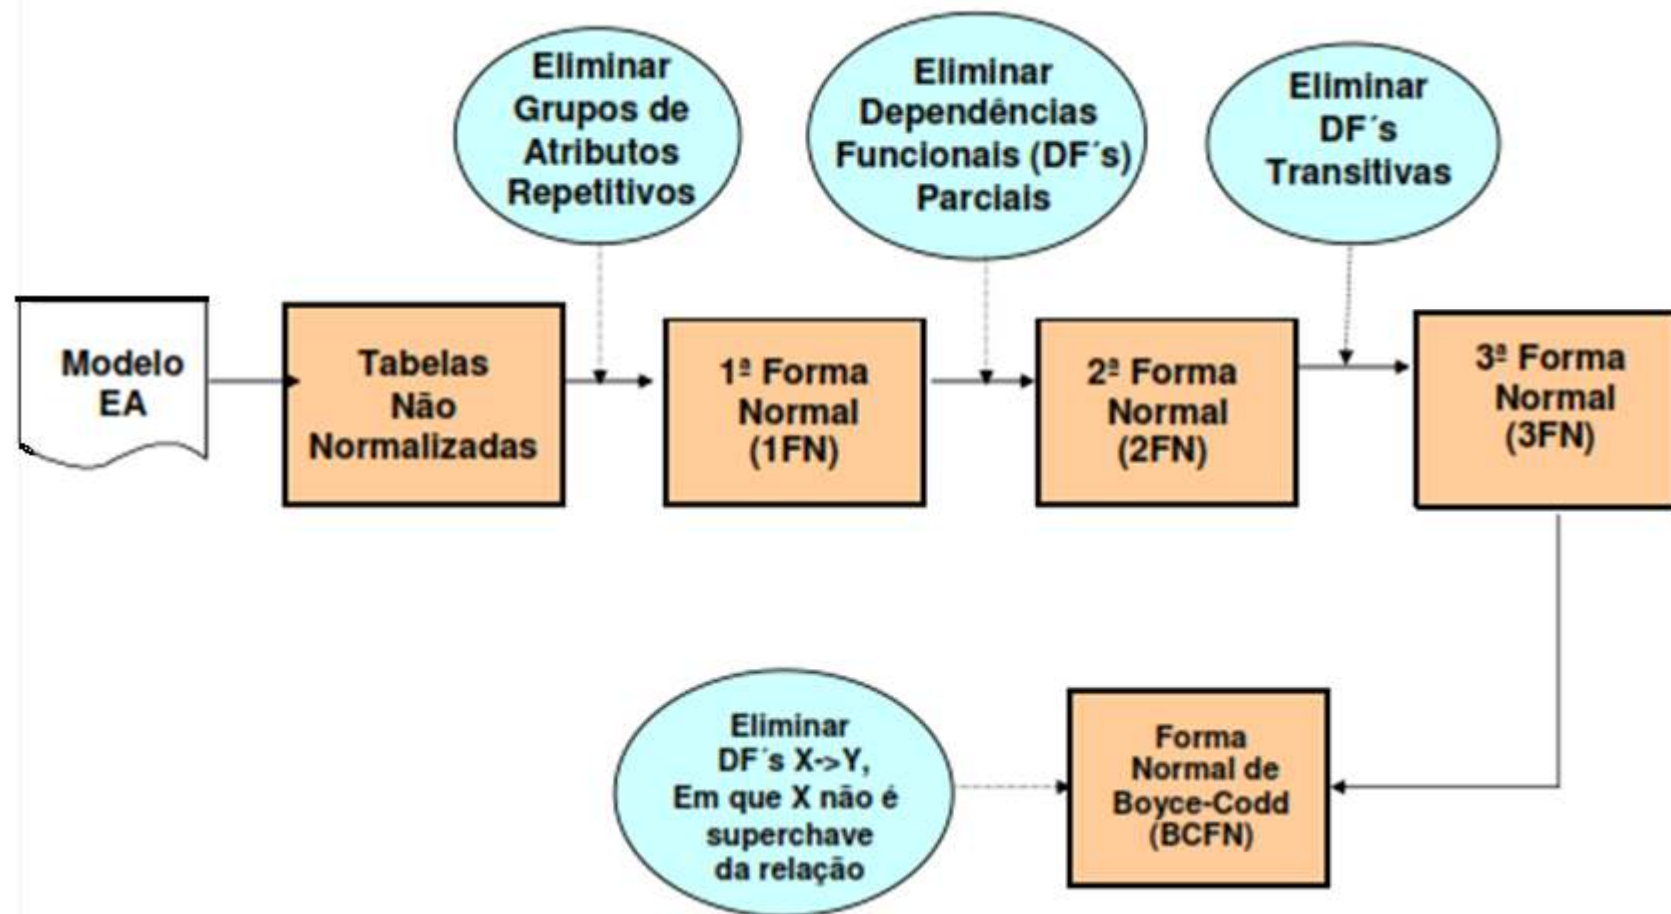 Eliminar
Grupos de
Atributos
Repetitivos
Eliminar
Dependências
Funcionais (DF´s)
Parciais
Eliminar
DF´s
Transitivas
Modelo
EA
Tabelas
Não
Normalizadas
1ª Forma
Normal
(1FN)
2ª Forma
Normal
(2FN)
3ª Forma
Normal
(3FN)
Eliminar
DF´s X->Y,
Em que X não é
superchave
da relação
Forma
Normal de
Boyce-Codd
(BCFN)